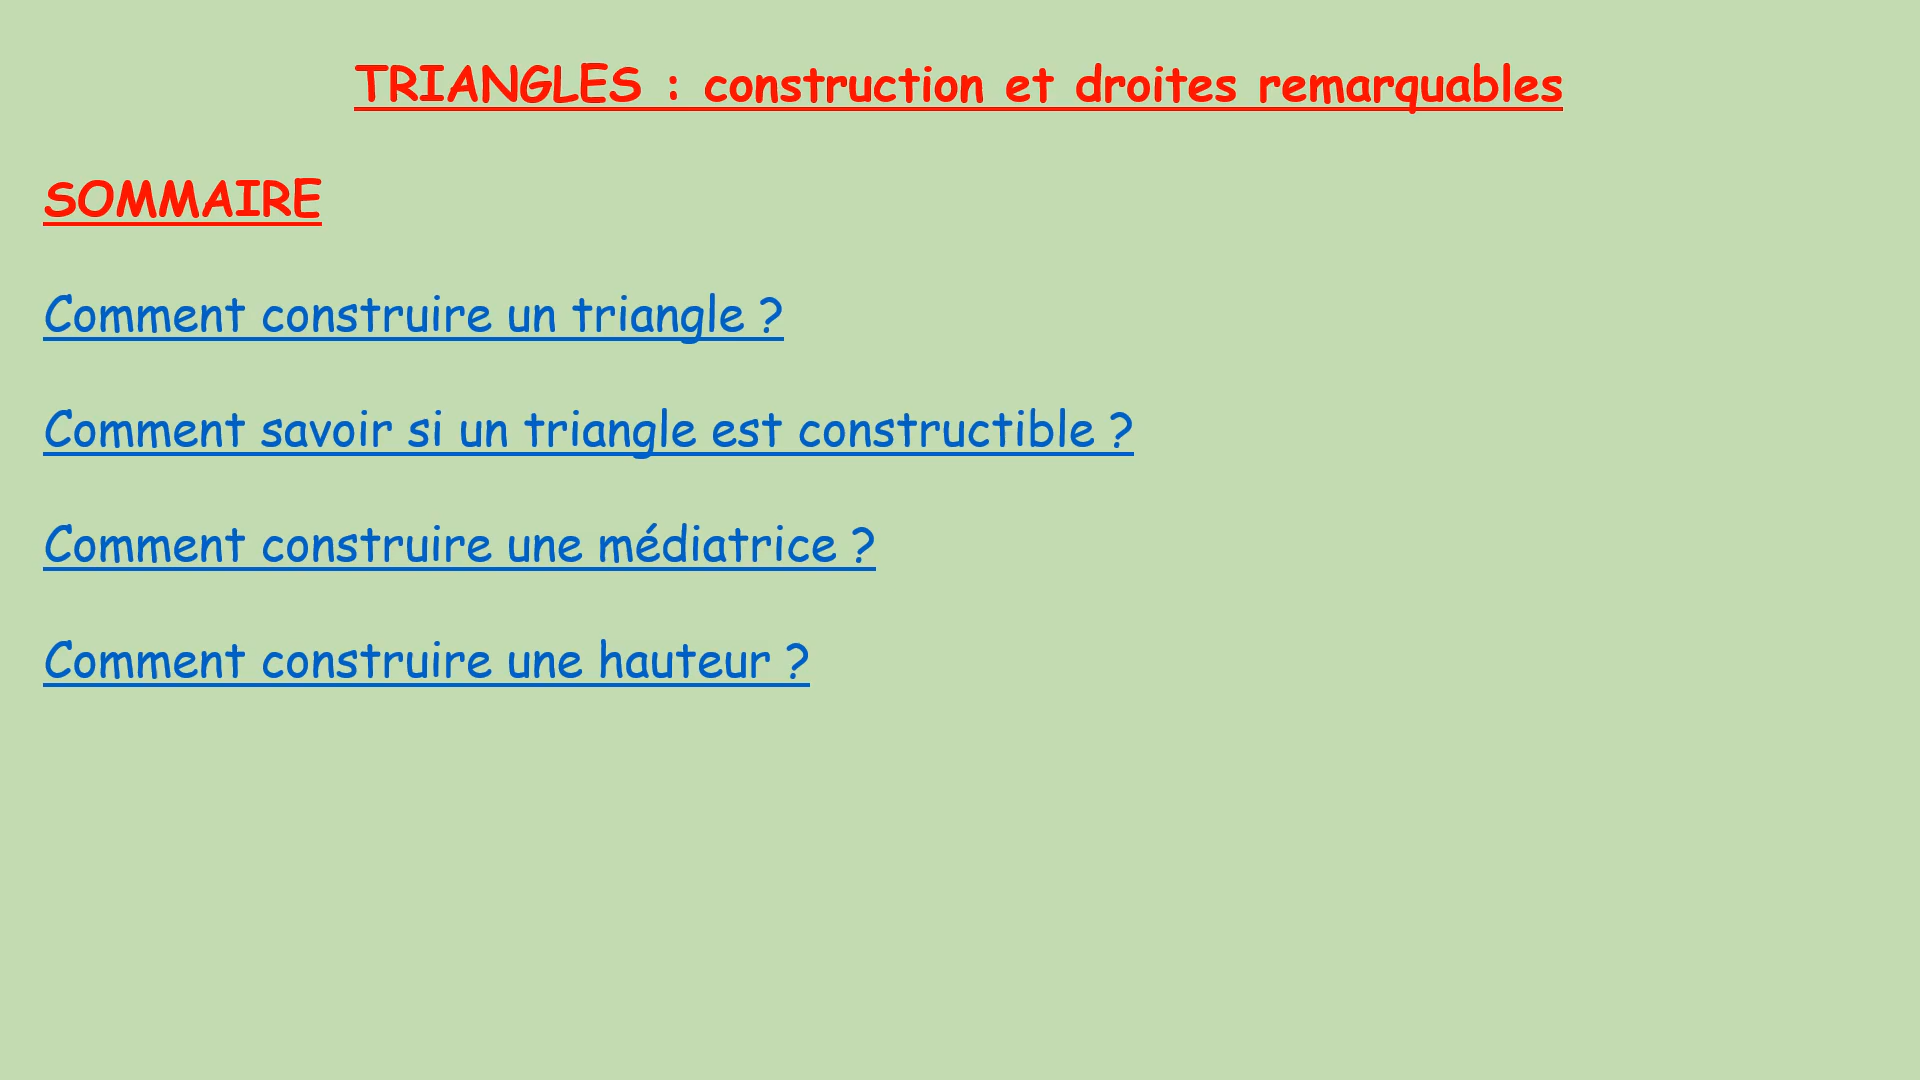 TRIANGLES : construction et droites remarquables
SOMMAIRE
Comment construire un triangle ?
Comment savoir si un triangle est constructible ?
Comment construire une médiatrice ?
Comment construire une hauteur ?